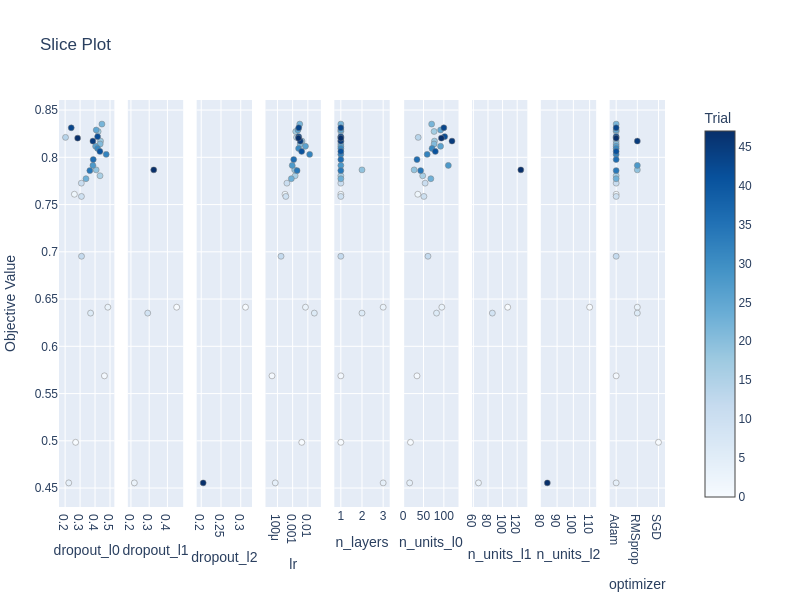 Slice Plot
Trial
Objective Value
0.85
0.8
0.75
0.7
0.65
0.6
0.55
0.5
0.45
0.2 0.3 0.4 0.5
dropout_l0
0.2 0.3 0.4
dropout_l1
0.2 0.25 0.3
dropout_l2
100μ 0.001 0.01
lr
1 2 3
n_layers
0 50 100
n_units_l0
60 80 100 120
n_units_l1
80 90 100 110
n_units_l2
Adam RMSprop SGD
optimizer
45
40
35
30
25
20
15
10
5
0